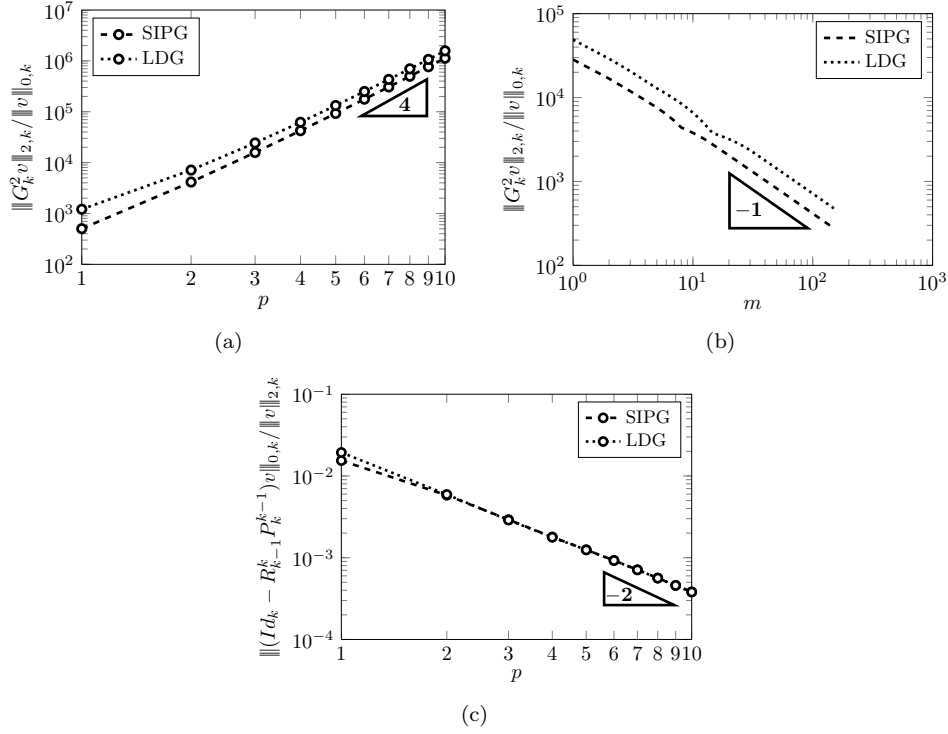 10^7
10^6
10^5
10^4
10^3
10^2
|||G_k^2 v|||_{2,k}/|||v|||_{0,k}
SIPG
LDG
4
1 2 3 4 5 6 7 8 9 10
p
(a)
10^5
10^4
10^3
10^2
|||G_k^2 v|||_{2,k}/|||v|||_{0,k}
SIPG
LDG
−1
10^0 10^1 10^2 10^3
m
(b)
10^{−1}
10^{−2}
10^{−3}
10^{−4}
|||(Id_k − R_{k−1}^k P_k^{k−1})v|||_{0,k}/|||v|||_{2,k}
SIPG
LDG
−2
1 2 3 4 5 6 7 8 9 10
p
(c)